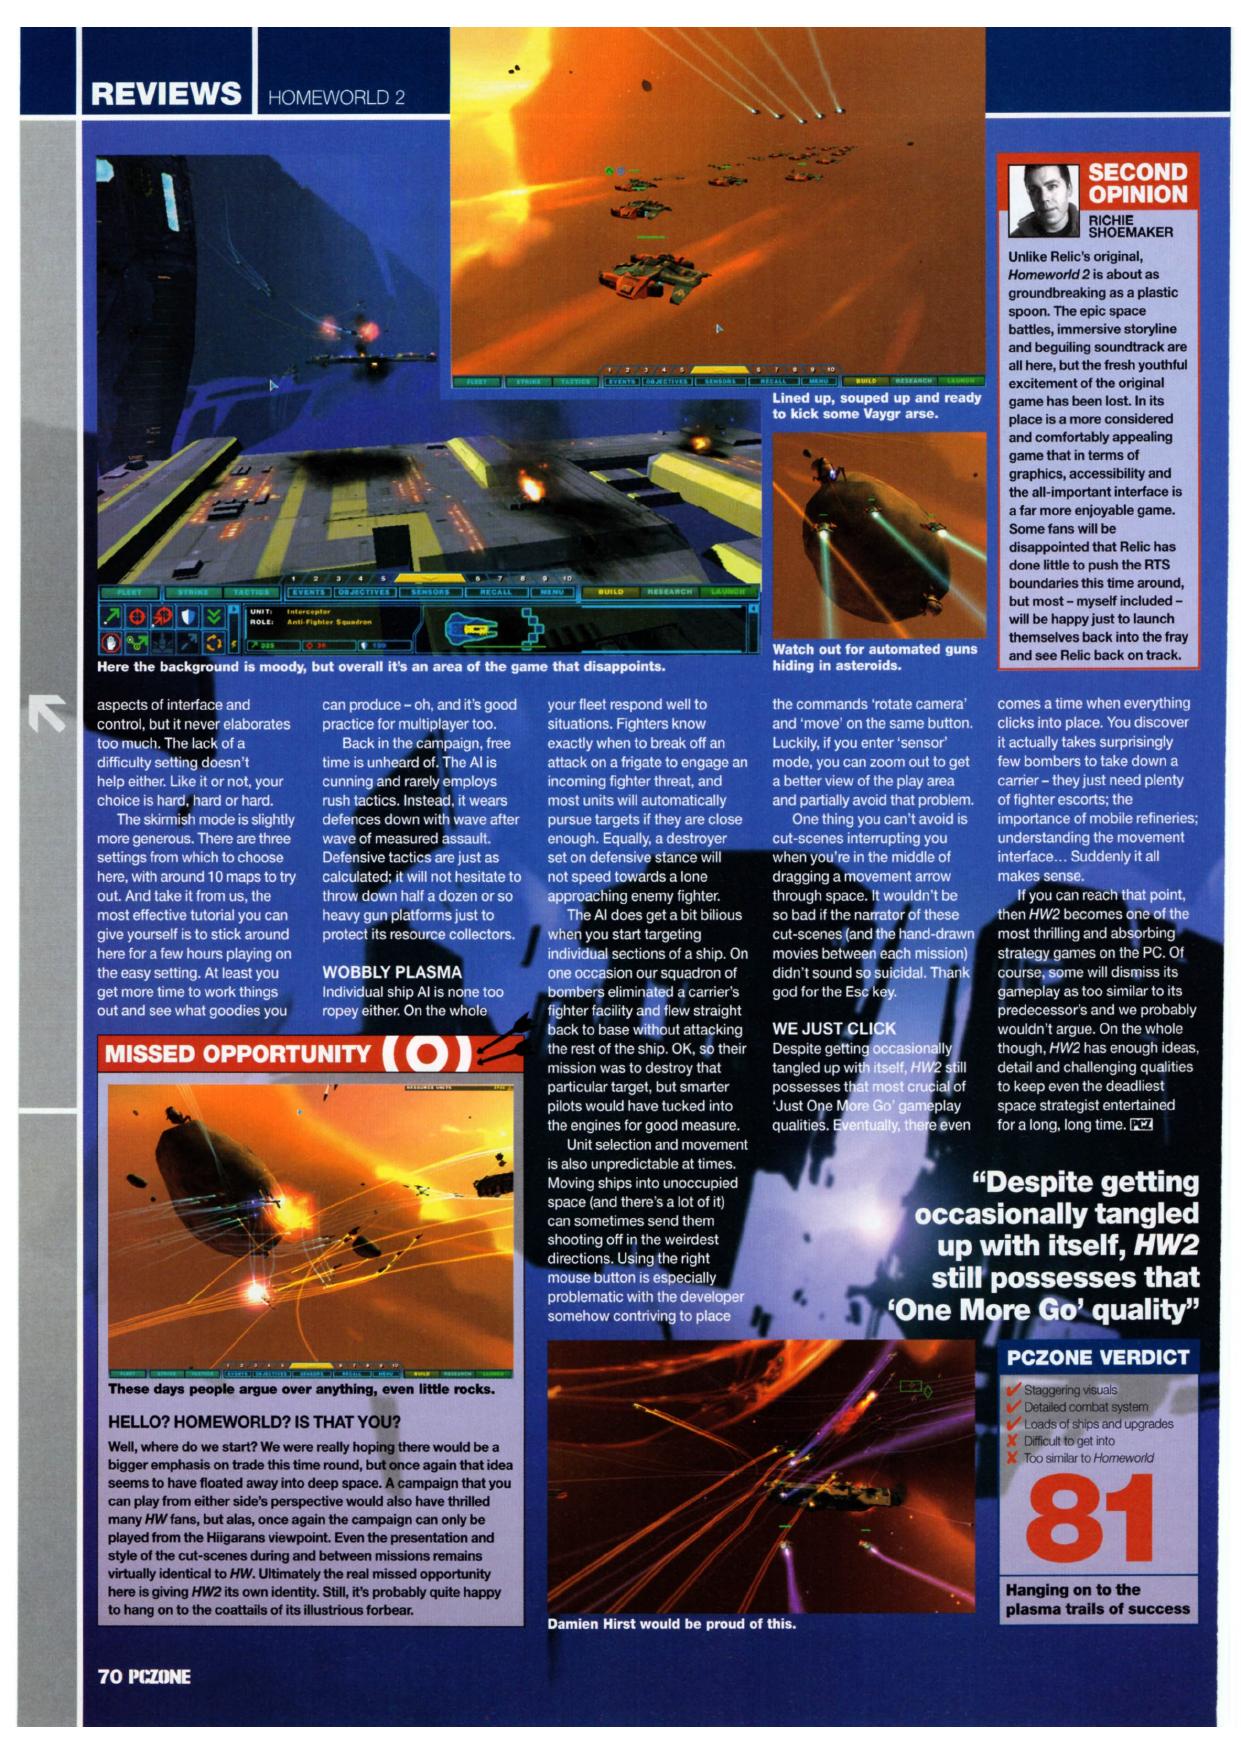 REVIEWS
HOMEWORLD 2
Lined up, souped up and ready
to kick some Vaygr arse.
Watch out for automated guns
hiding in asteroids.
1 2 3 4 5 6 7 8 9 10
FLEET STRIKE TACTICS EVENTS OBJECTIVES SENSORS RECALL MENU BUILD RESEARCH LAUNCH
UNIT: Interceptor
ROLE: Anti-Fighter Squadron
Here the background is moody, but overall it's an area of the game that disappoints.
SECOND
OPINION
RICHIE
SHOEMAKER
Unlike Relic's original,
Homeworld 2 is about as
groundbreaking as a plastic
spoon. The epic space
battles, immersive storyline
and beguiling soundtrack are
all here, but the fresh youthful
excitement of the original
game has been lost. In its
place is a more considered
and comfortably appealing
game that in terms of
graphics, accessibility and
the all-important interface is
a far more enjoyable game.
Some fans will be
disappointed that Relic has
done little to push the RTS
boundaries this time around,
but most – myself included –
will be happy just to launch
themselves back into the fray
and see Relic back on track.
aspects of interface and
control, but it never elaborates
too much. The lack of a
difficulty setting doesn't
help either. Like it or not, your
choice is hard, hard or hard.
The skirmish mode is slightly
more generous. There are three
settings from which to choose
here, with around 10 maps to try
out. And take it from us, the
most effective tutorial you can
give yourself is to stick around
here for a few hours playing on
the easy setting. At least you
get more time to work things
out and see what goodies you
can produce – oh, and it's good
practice for multiplayer too.
Back in the campaign, free
time is unheard of. The AI is
cunning and rarely employs
rush tactics. Instead, it wears
defences down with wave after
wave of measured assault.
Defensive tactics are just as
calculated; it will not hesitate to
throw down half a dozen or so
heavy gun platforms just to
protect its resource collectors.
WOBBLY PLASMA
Individual ship AI is none too
ropey either. On the whole
your fleet respond well to
situations. Fighters know
exactly when to break off an
attack on a frigate to engage an
incoming fighter threat, and
most units will automatically
pursue targets if they are close
enough. Equally, a destroyer
set on defensive stance will
not speed towards a lone
approaching enemy fighter.
The AI does get a bit bilious
when you start targeting
individual sections of a ship. On
one occasion our squadron of
bombers eliminated a carrier's
fighter facility and flew straight
back to base without attacking
the rest of the ship. OK, so their
mission was to destroy that
particular target, but smarter
pilots would have tucked into
the engines for good measure.
Unit selection and movement
is also unpredictable at times.
Moving ships into unoccupied
space (and there's a lot of it)
can sometimes send them
shooting off in the weirdest
directions. Using the right
mouse button is especially
problematic with the developer
somehow contriving to place
the commands 'rotate camera'
and 'move' on the same button.
Luckily, if you enter 'sensor'
mode, you can zoom out to get
a better view of the play area
and partially avoid that problem.
One thing you can't avoid is
cut-scenes interrupting you
when you're in the middle of
dragging a movement arrow
through space. It wouldn't be
so bad if the narrator of these
cut-scenes (and the hand-drawn
movies between each mission)
didn't sound so suicidal. Thank
god for the Esc key.
WE JUST CLICK
Despite getting occasionally
tangled up with itself, HW2 still
possesses that most crucial of
'Just One More Go' gameplay
qualities. Eventually, there even
comes a time when everything
clicks into place. You discover
it actually takes surprisingly
few bombers to take down a
carrier – they just need plenty
of fighter escorts; the
importance of mobile refineries;
understanding the movement
interface... Suddenly it all
makes sense.
If you can reach that point,
then HW2 becomes one of the
most thrilling and absorbing
strategy games on the PC. Of
course, some will dismiss its
gameplay as too similar to its
predecessor's and we probably
wouldn't argue. On the whole
though, HW2 has enough ideas,
detail and challenging qualities
to keep even the deadliest
space strategist entertained
for a long, long time. PCZ
MISSED OPPORTUNITY
These days people argue over anything, even little rocks.
HELLO? HOMEWORLD? IS THAT YOU?
Well, where do we start? We were really hoping there would be a
bigger emphasis on trade this time round, but once again that idea
seems to have floated away into deep space. A campaign that you
can play from either side's perspective would also have thrilled
many HW fans, but alas, once again the campaign can only be
played from the Hiigarans viewpoint. Even the presentation and
style of the cut-scenes during and between missions remains
virtually identical to HW. Ultimately the real missed opportunity
here is giving HW2 its own identity. Still, it's probably quite happy
to hang on to the coattails of its illustrious forbear.
“Despite getting
occasionally tangled
up with itself, HW2
still possesses that
‘One More Go’ quality”
Damien Hirst would be proud of this.
PCZONE VERDICT
✓ Staggering visuals
✓ Detailed combat system
✓ Loads of ships and upgrades
✗ Difficult to get into
✗ Too similar to Homeworld
81
Hanging on to the
plasma trails of success
70 PCZONE